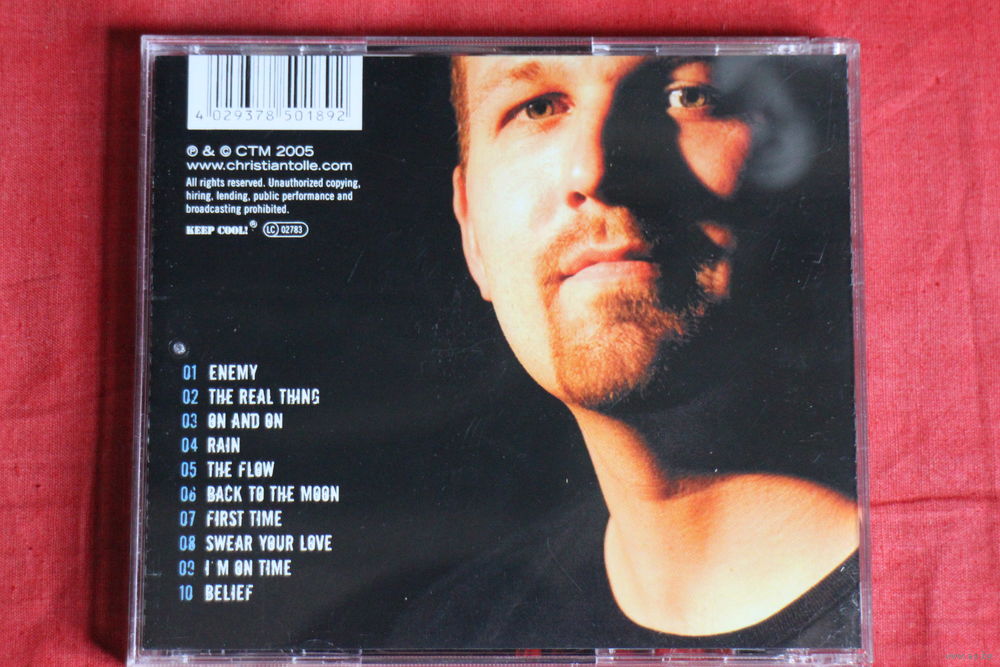 4 029378 501892
℗ & © CTM 2005
www.christiantolle.com
All rights reserved. Unauthorized copying,
hiring, lending, public performance and
broadcasting prohibited.
KEEP COOL!® LC 02783
01 ENEMY
02 THE REAL THING
03 ON AND ON
04 RAIN
05 THE FLOW
06 BACK TO THE MOON
07 FIRST TIME
08 SWEAR YOUR LOVE
09 I'M ON TIME
10 BELIEF